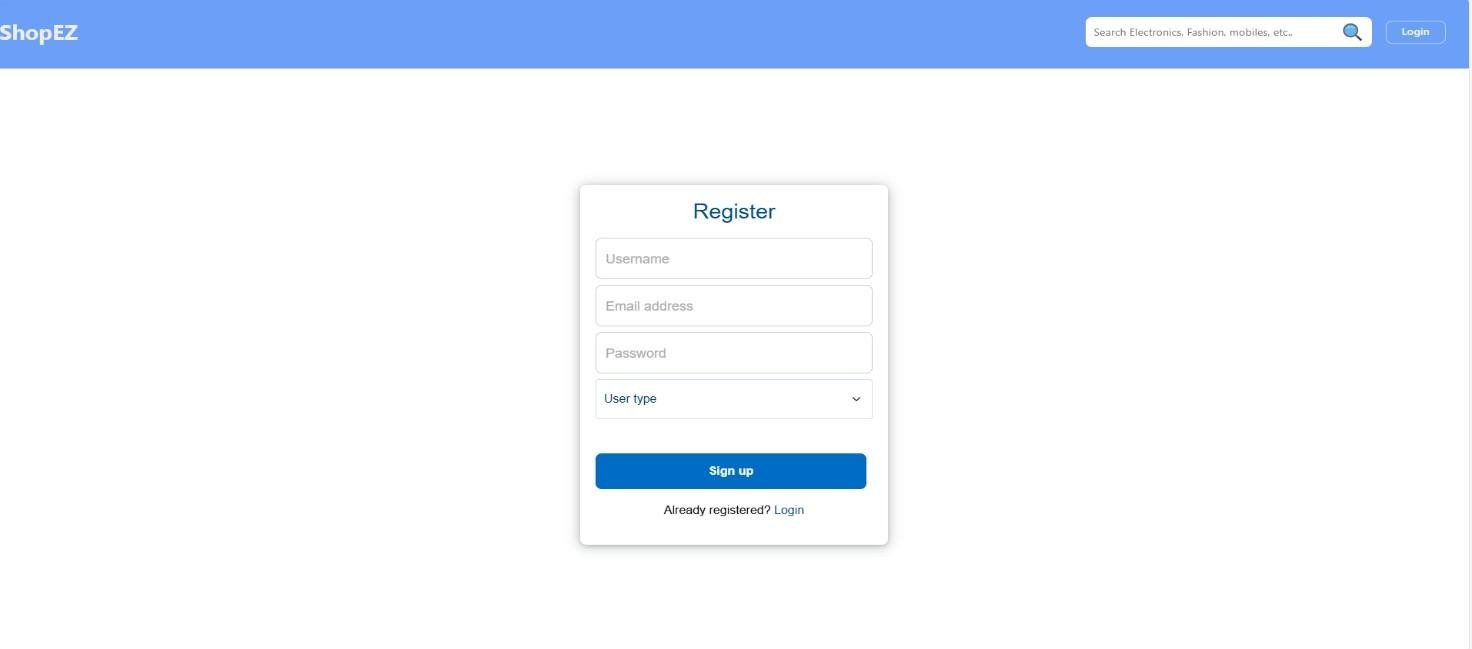 ShopEZ
Search Electronics, Fashion, mobiles, etc..
Login
Register
Username
Email address
Password
User type
Sign up
Already registered? Login